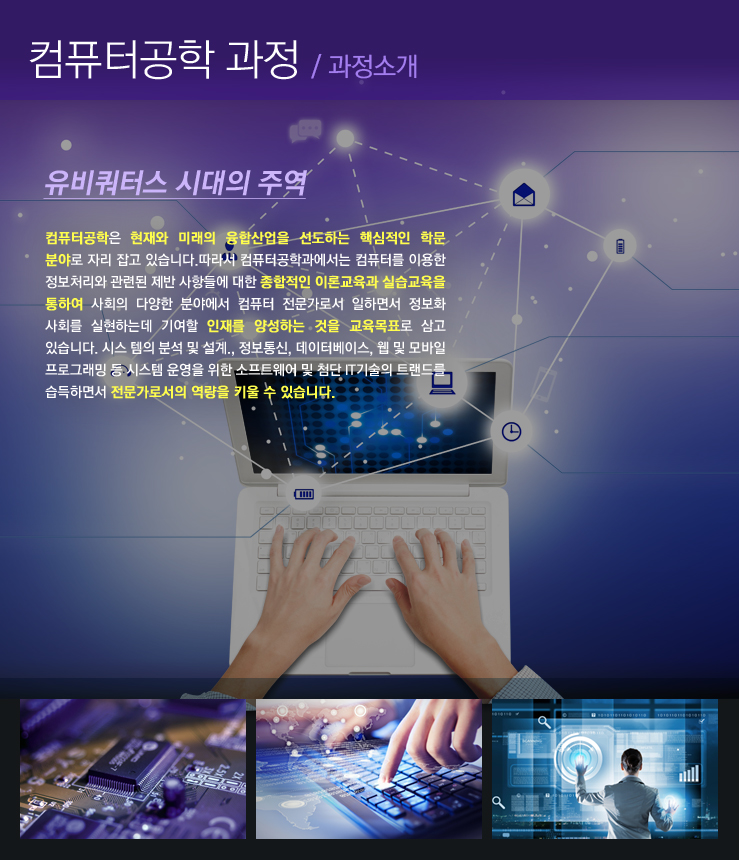 컴퓨터공학 과정 / 과정소개
유비쿼터스 시대의 주역
컴퓨터공학은 현재와 미래의 융합산업을 선도하는 핵심적인 학문
분야로 자리 잡고 있습니다.따라서 컴퓨터공학과에서는 컴퓨터를 이용한
정보처리와 관련된 제반 사항들에 대한 종합적인 이론교육과 실습교육을
통하여 사회의 다양한 분야에서 컴퓨터 전문가로서 일하면서 정보화
사회를 실현하는데 기여할 인재를 양성하는 것을 교육목표로 삼고
있습니다. 시스 템의 분석 및 설계., 정보통신, 데이터베이스, 웹 및 모바일
프로그래밍 등 시스템 운영을 위한 소프트웨어 및 첨단 IT기술의 트랜드를
습득하면서 전문가로서의 역량을 키울 수 있습니다.